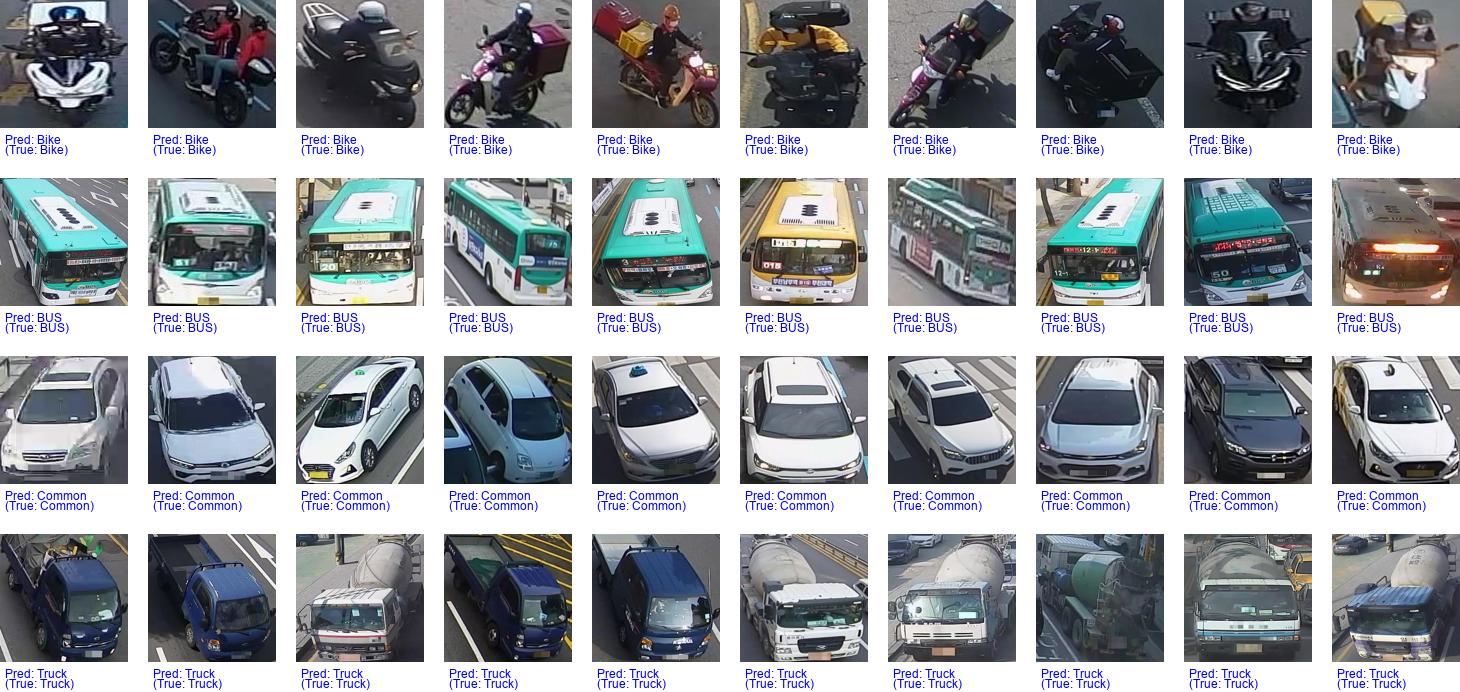 Pred: Bike
(True: Bike)
Pred: Bike
(True: Bike)
Pred: Bike
(True: Bike)
Pred: Bike
(True: Bike)
Pred: Bike
(True: Bike)
Pred: Bike
(True: Bike)
Pred: Bike
(True: Bike)
Pred: Bike
(True: Bike)
Pred: Bike
(True: Bike)
Pred: Bike
(True: Bike)
20
015
12-1
12-1
50
Pred: BUS
(True: BUS)
Pred: BUS
(True: BUS)
Pred: BUS
(True: BUS)
Pred: BUS
(True: BUS)
Pred: BUS
(True: BUS)
Pred: BUS
(True: BUS)
Pred: BUS
(True: BUS)
Pred: BUS
(True: BUS)
Pred: BUS
(True: BUS)
Pred: BUS
(True: BUS)
Pred: Common
(True: Common)
Pred: Common
(True: Common)
Pred: Common
(True: Common)
Pred: Common
(True: Common)
Pred: Common
(True: Common)
Pred: Common
(True: Common)
Pred: Common
(True: Common)
Pred: Common
(True: Common)
Pred: Common
(True: Common)
Pred: Common
(True: Common)
Pred: Truck
(True: Truck)
Pred: Truck
(True: Truck)
Pred: Truck
(True: Truck)
Pred: Truck
(True: Truck)
Pred: Truck
(True: Truck)
Pred: Truck
(True: Truck)
Pred: Truck
(True: Truck)
Pred: Truck
(True: Truck)
Pred: Truck
(True: Truck)
Pred: Truck
(True: Truck)